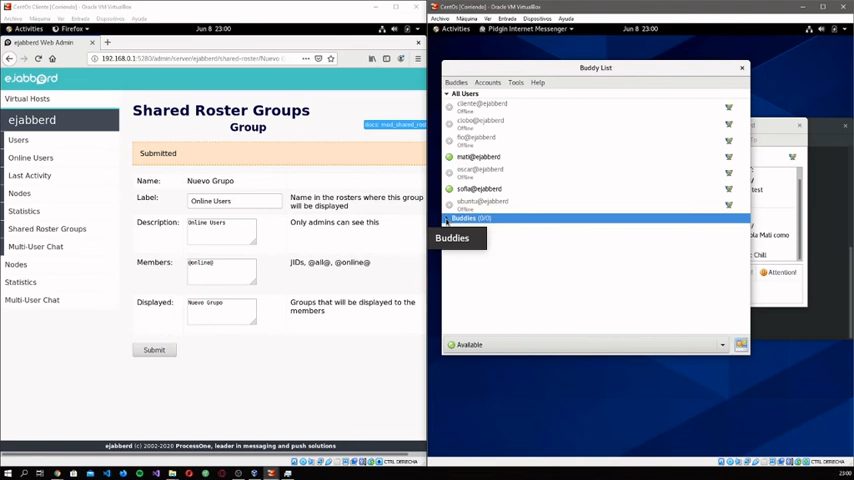 CentOs Cliente [Corriendo] - Oracle VM VirtualBox
Archivo Máquina Ver Entrada Dispositivos Ayuda
Activities Firefox Jun 8 23:00
ejabberd Web Admin
192.168.0.1:5280/admin/server/ejabberd/shared-roster/Nuevo
ejabberd
Virtual Hosts
ejabberd
Users
Online Users
Last Activity
Nodes
Statistics
Shared Roster Groups
Multi-User Chat
Nodes
Statistics
Multi-User Chat
Shared Roster Groups
Group
docs: mod_shared_ros
Submitted
Name: Nuevo Grupo
Label: Online Users Name in the rosters where this group
will be displayed
Description: Online Users Only admins can see this
Members: @online@ JIDs, @all@, @online@
Displayed: Nuevo Grupo Groups that will be displayed to the
members
Submit
ejabberd (c) 2002-2020 ProcessOne, leader in messaging and push solutions
CTRL DERECHA
CentOs [Corriendo] - Oracle VM VirtualBox
Archivo Máquina Ver Entrada Dispositivos Ayuda
Activities Pidgin Internet Messenger Jun 8 23:00
Buddy List
Buddies Accounts Tools Help
All Users
cliente@ejabberd
Offline
clobo@ejabberd
Offline
fio@ejabberd
Offline
mati@ejabberd
oscar@ejabberd
Offline
sofia@ejabberd
ubuntu@ejabberd
Offline
Buddies (0/0)
Buddies
Available
test
ola Mati como
: Chill
Attention!
CTRL DERECHA
23:00